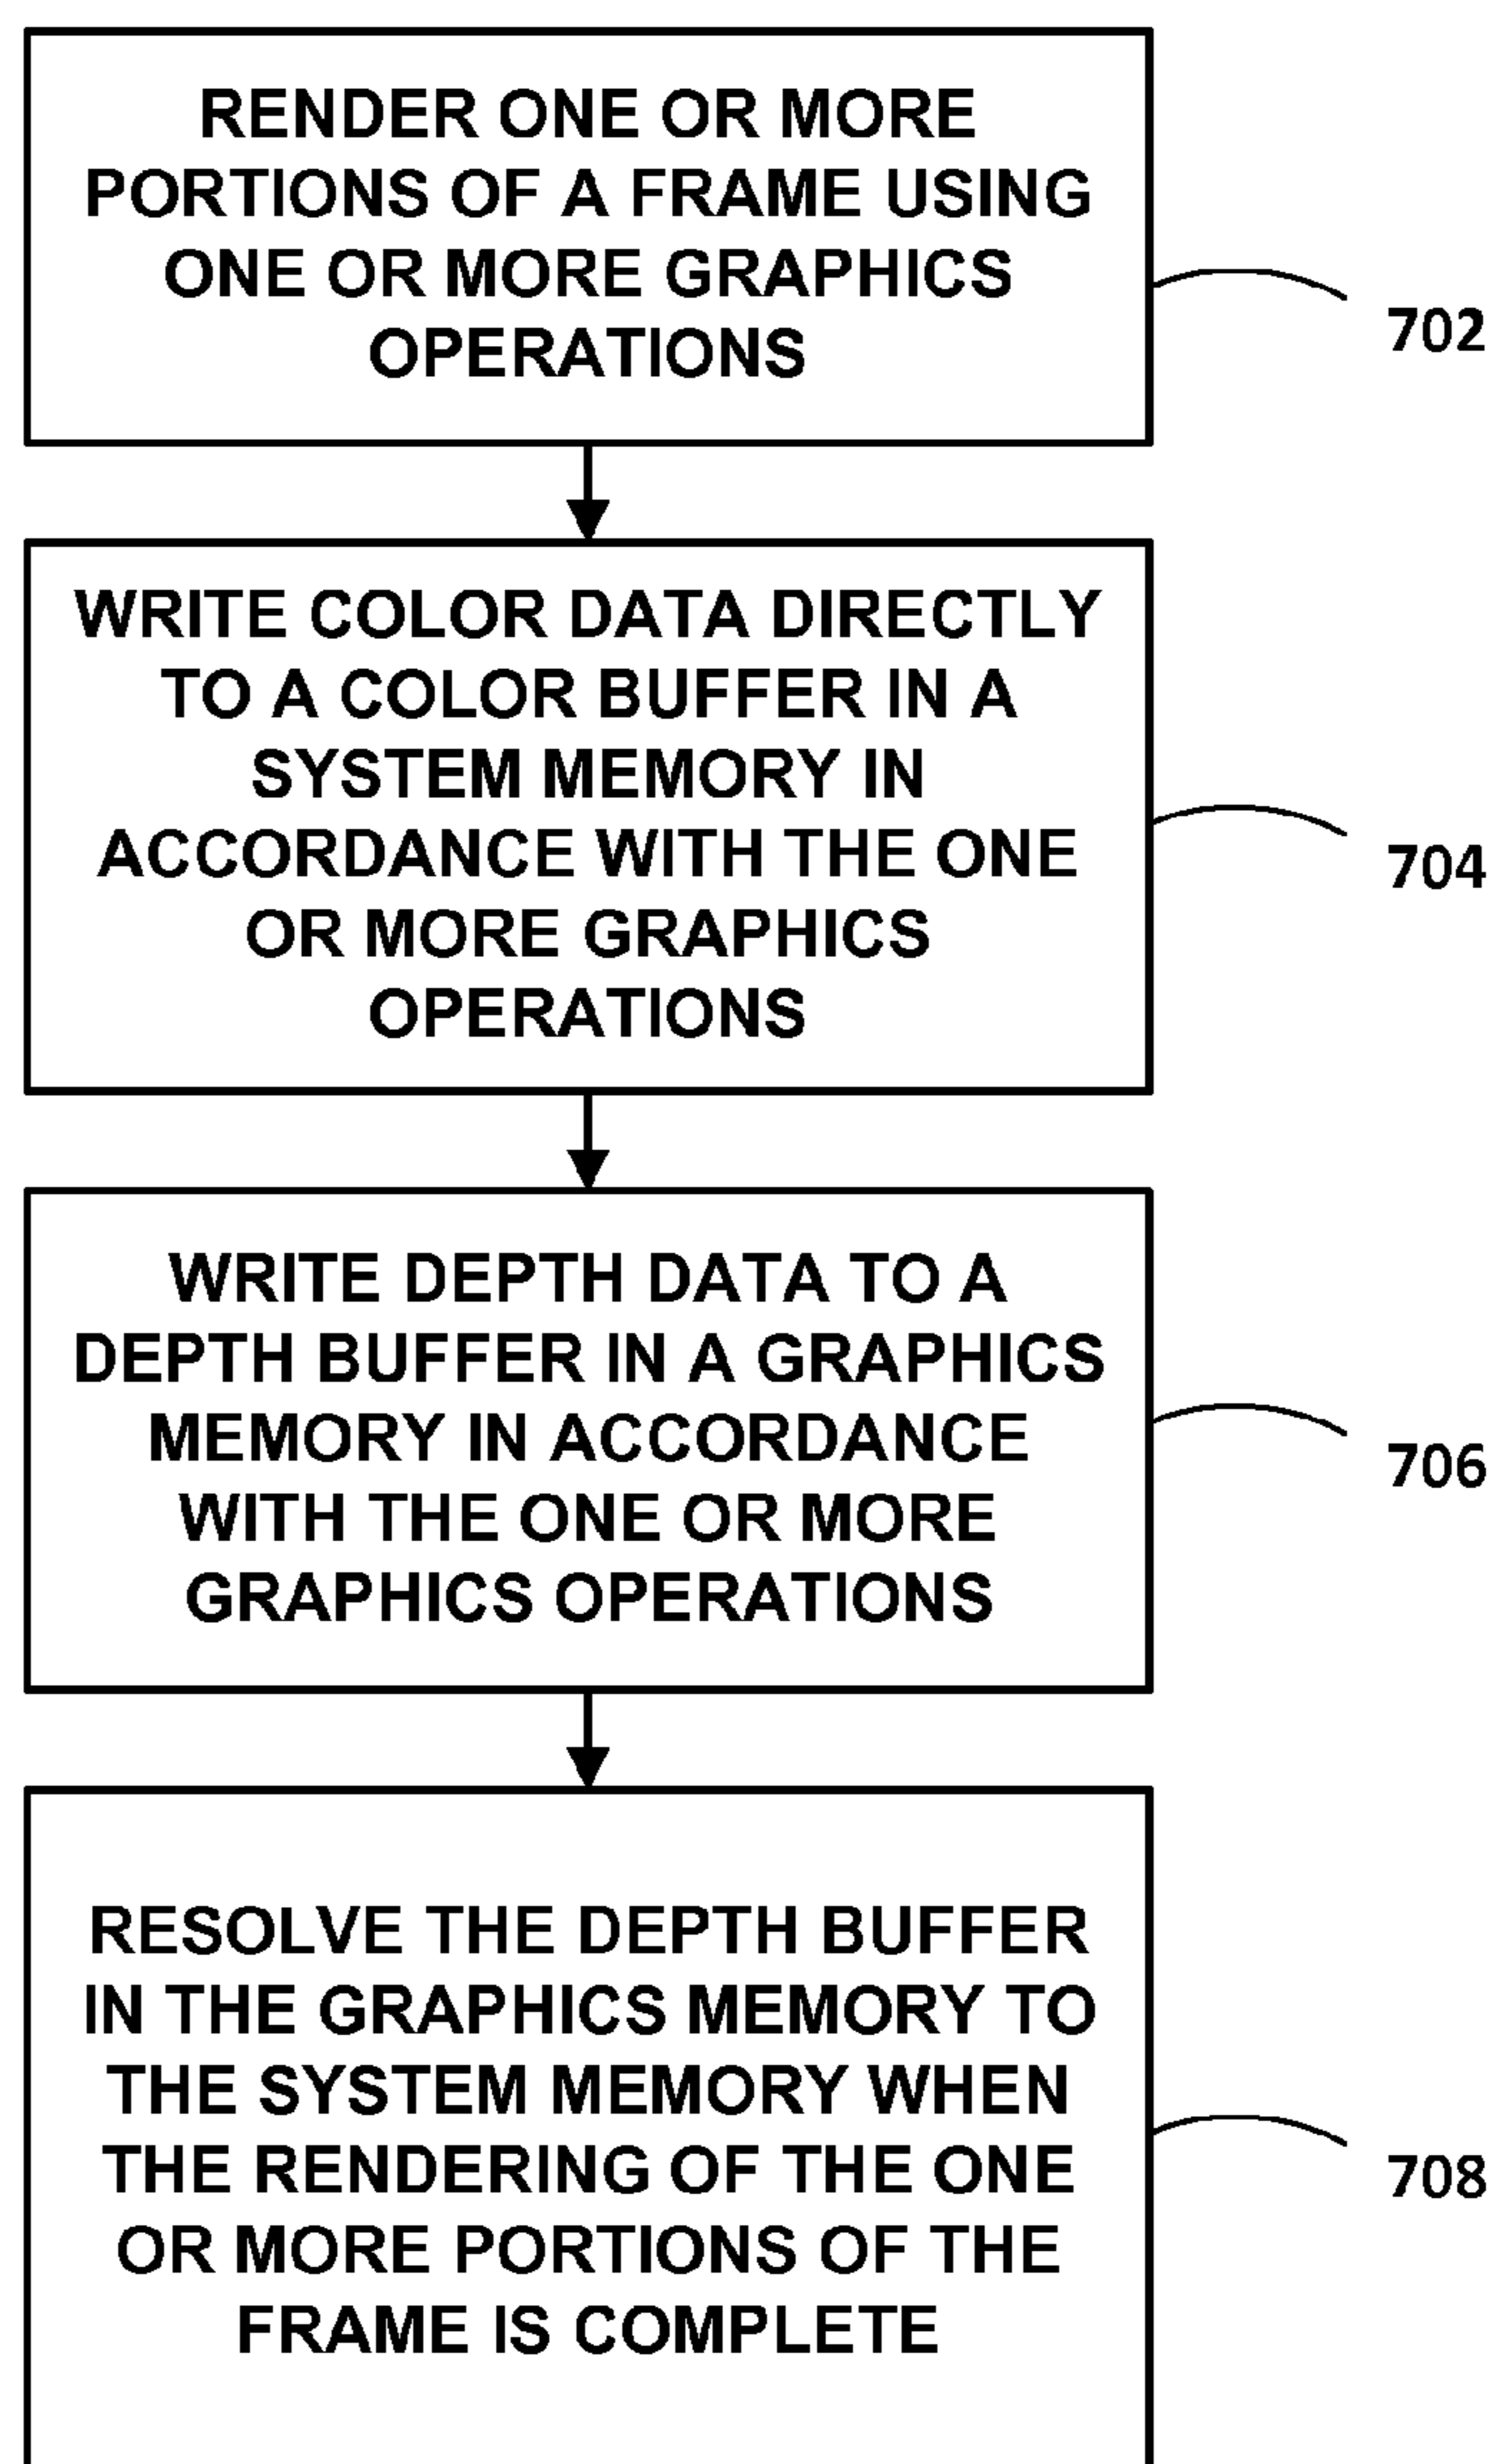 RENDER ONE OR MORE
PORTIONS OF A FRAME USING
ONE OR MORE GRAPHICS
OPERATIONS
702
WRITE COLOR DATA DIRECTLY
TO A COLOR BUFFER IN A
SYSTEM MEMORY IN
ACCORDANCE WITH THE ONE
OR MORE GRAPHICS
OPERATIONS
704
WRITE DEPTH DATA TO A
DEPTH BUFFER IN A GRAPHICS
MEMORY IN ACCORDANCE
WITH THE ONE OR MORE
GRAPHICS OPERATIONS
706
RESOLVE THE DEPTH BUFFER
IN THE GRAPHICS MEMORY TO
THE SYSTEM MEMORY WHEN
THE RENDERING OF THE ONE
OR MORE PORTIONS OF THE
FRAME IS COMPLETE
708